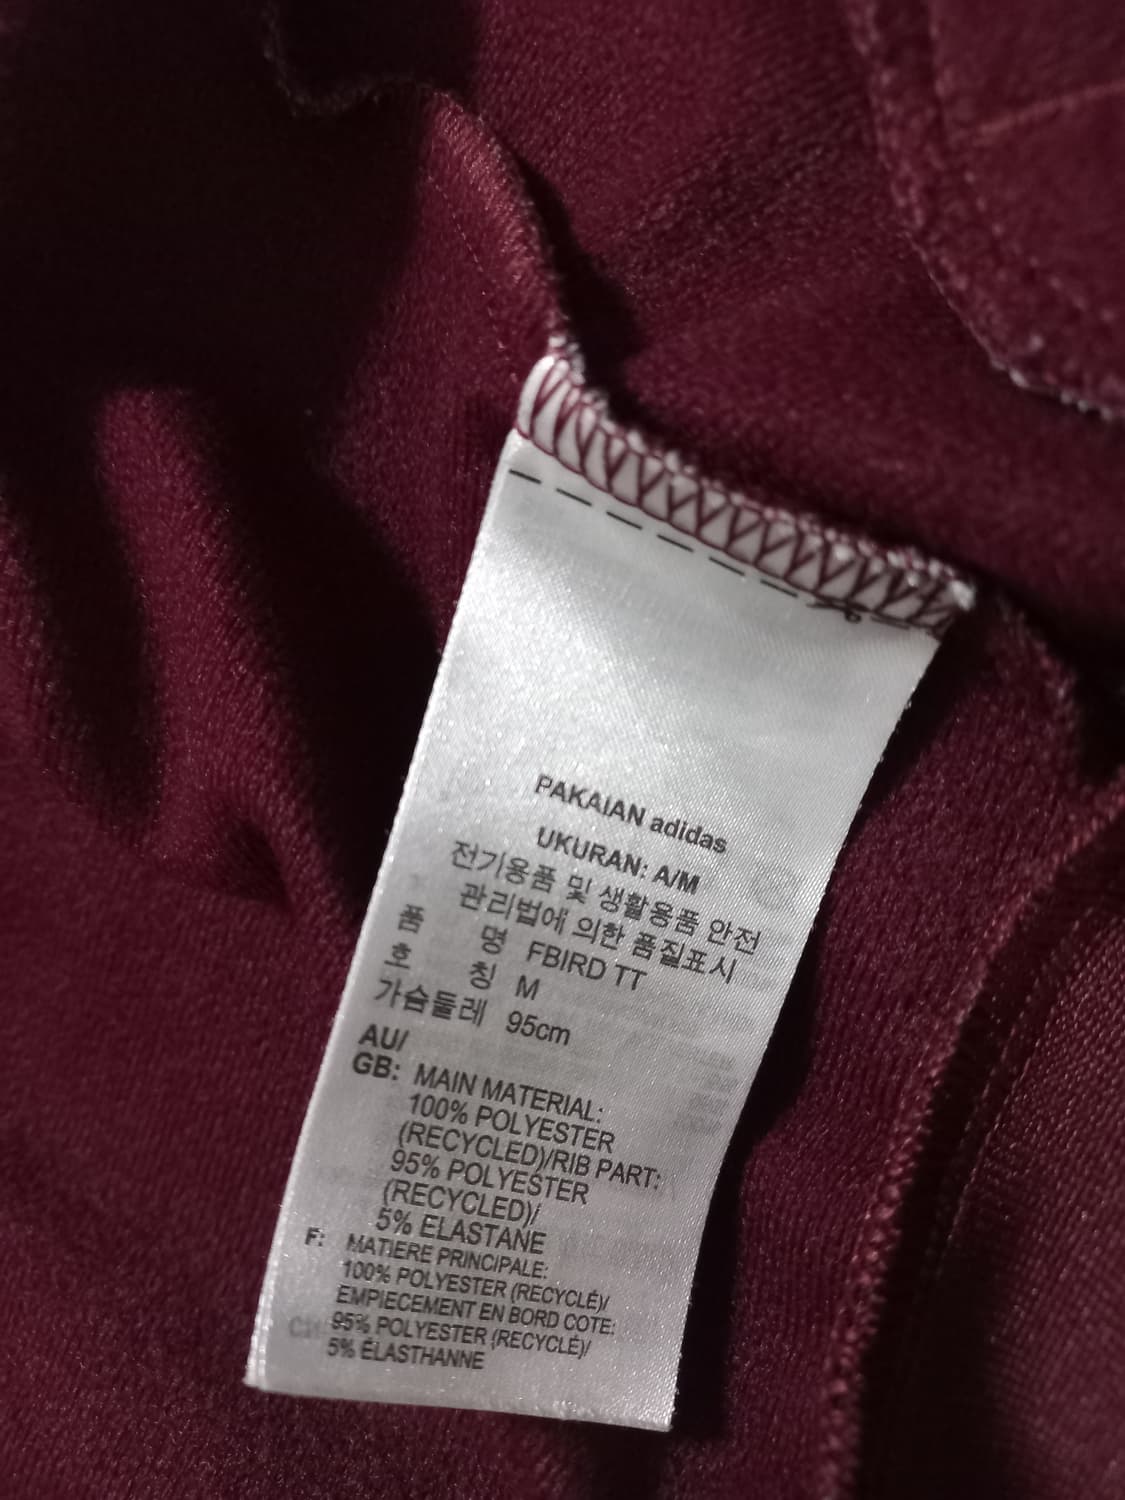 PAKAIAN adidas
UKURAN: A/M
전기용품 및 생활용품 안전
관리법에 의한 품질표시
품 명 FBIRD TT
호 칭 M
가슴둘레 95cm
AU/
GB: MAIN MATERIAL:
100% POLYESTER
(RECYCLED)/RIB PART:
95% POLYESTER
(RECYCLED)/
5% ELASTANE
F: MATIERE PRINCIPALE:
100% POLYESTER (RECYCLÉ)/
EMPIECEMENT EN BORD COTE:
95% POLYESTER (RECYCLÉ)/
5% ÉLASTHANNE